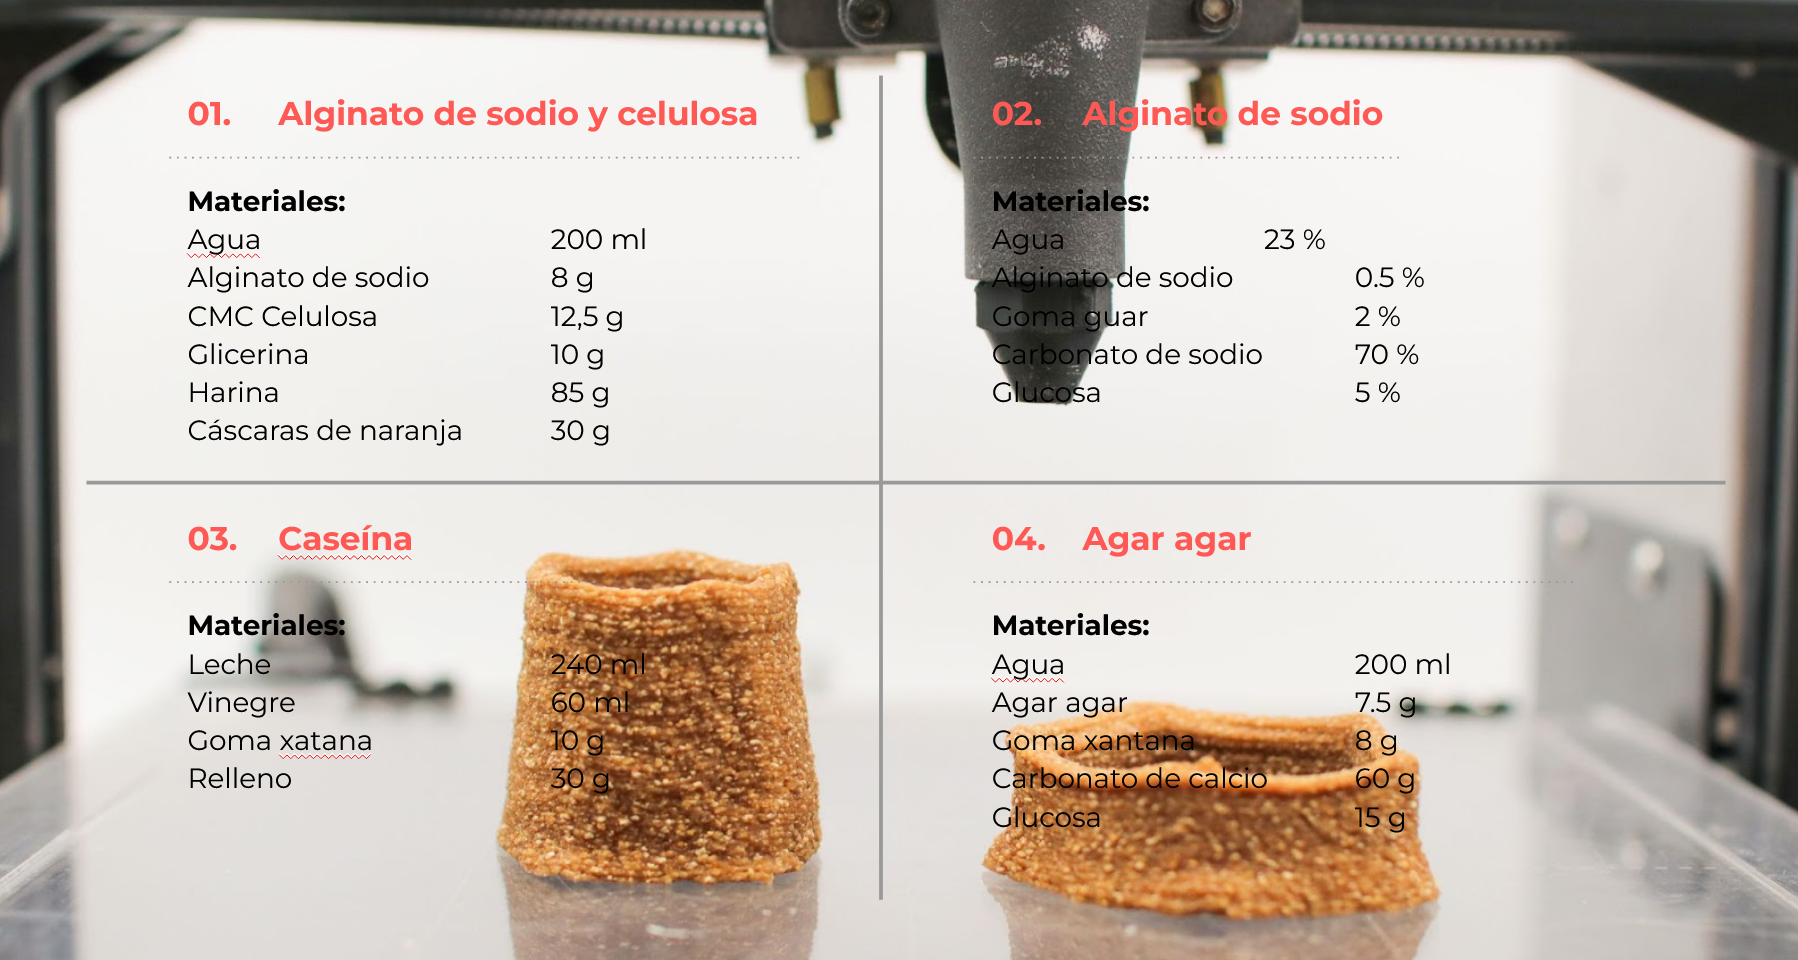 01. Alginato de sodio y celulosa
Materiales:
Agua 200 ml
Alginato de sodio 8 g
CMC Celulosa 12,5 g
Glicerina 10 g
Harina 85 g
Cáscaras de naranja 30 g
02. Alginato de sodio
Materiales:
Agua 23 %
Alginato de sodio 0.5 %
Goma guar 2 %
Carbonato de sodio 70 %
Glucosa 5 %
03. Caseína
Materiales:
Leche 240 ml
Vinegre 60 ml
Goma xatana 10 g
Relleno 30 g
04. Agar agar
Materiales:
Agua 200 ml
Agar agar 7.5 g
Goma xantana 8 g
Carbonato de calcio 60 g
Glucosa 15 g